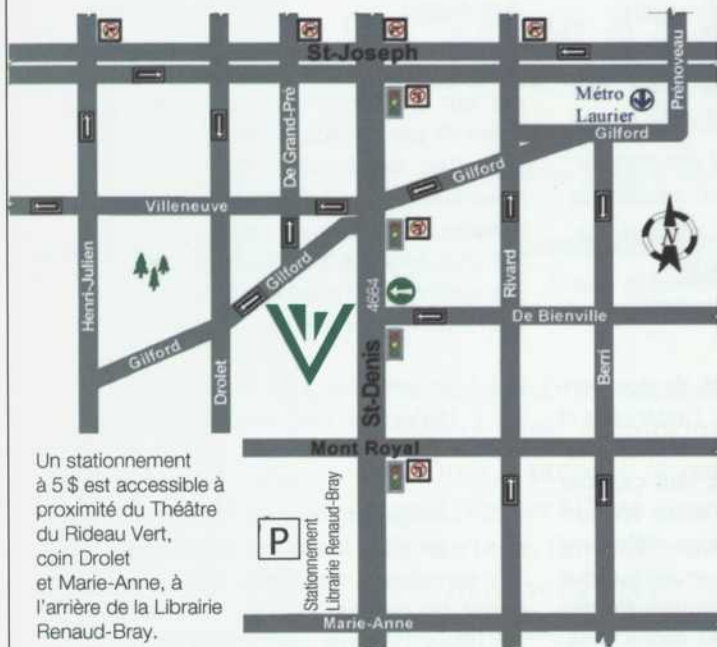 St-Joseph
Prénoveau
Métro
Laurier
Gilford
De Grand-Pré
Gilford
Villeneuve
N
Henri-Julien
Gilford
4664
Rivard
De Bienville
Gilford
Drolet
St-Denis
Berri
Mont Royal
Un stationnement
à 5 $ est accessible à
proximité du Théâtre
du Rideau Vert,
coin Drolet
et Marie-Anne, à
l'arrière de la Librairie
Renaud-Bray.
P
Stationnement
Librairie Renaud-Bray
Marie-Anne